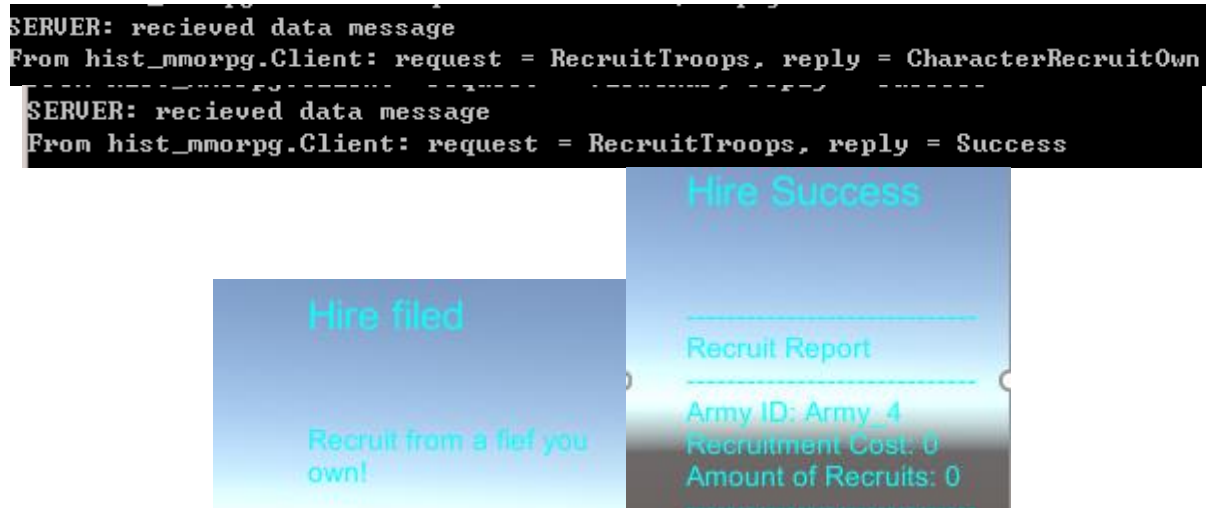 SERVER: recieved data message
From hist_mmorpg.Client: request = RecruitTroops, reply = CharacterRecruitOwn
SERVER: recieved data message
From hist_mmorpg.Client: request = RecruitTroops, reply = Success
Hire filed
Recruit from a fief you
own!
Hire Success
------------------------------
Recruit Report
------------------------------
Army ID: Army_4
Recruitment Cost: 0
Amount of Recruits: 0